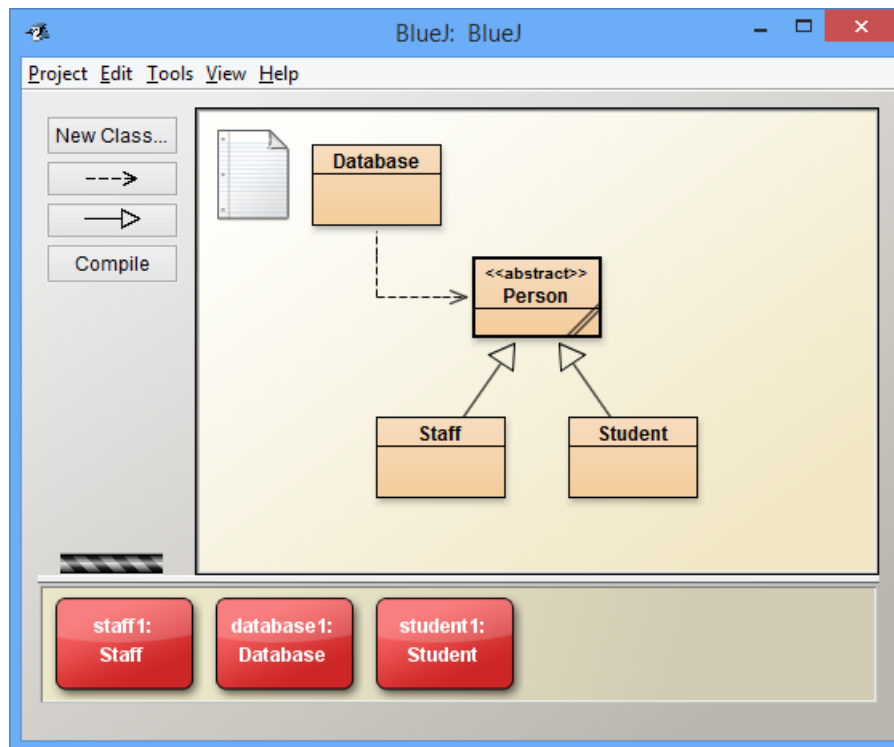 BlueJ: BlueJ
Project Edit Tools View Help
New Class...
Compile
Database
<<abstract>>
Person
Staff
Student
staff1:
Staff
database1:
Database
student1:
Student